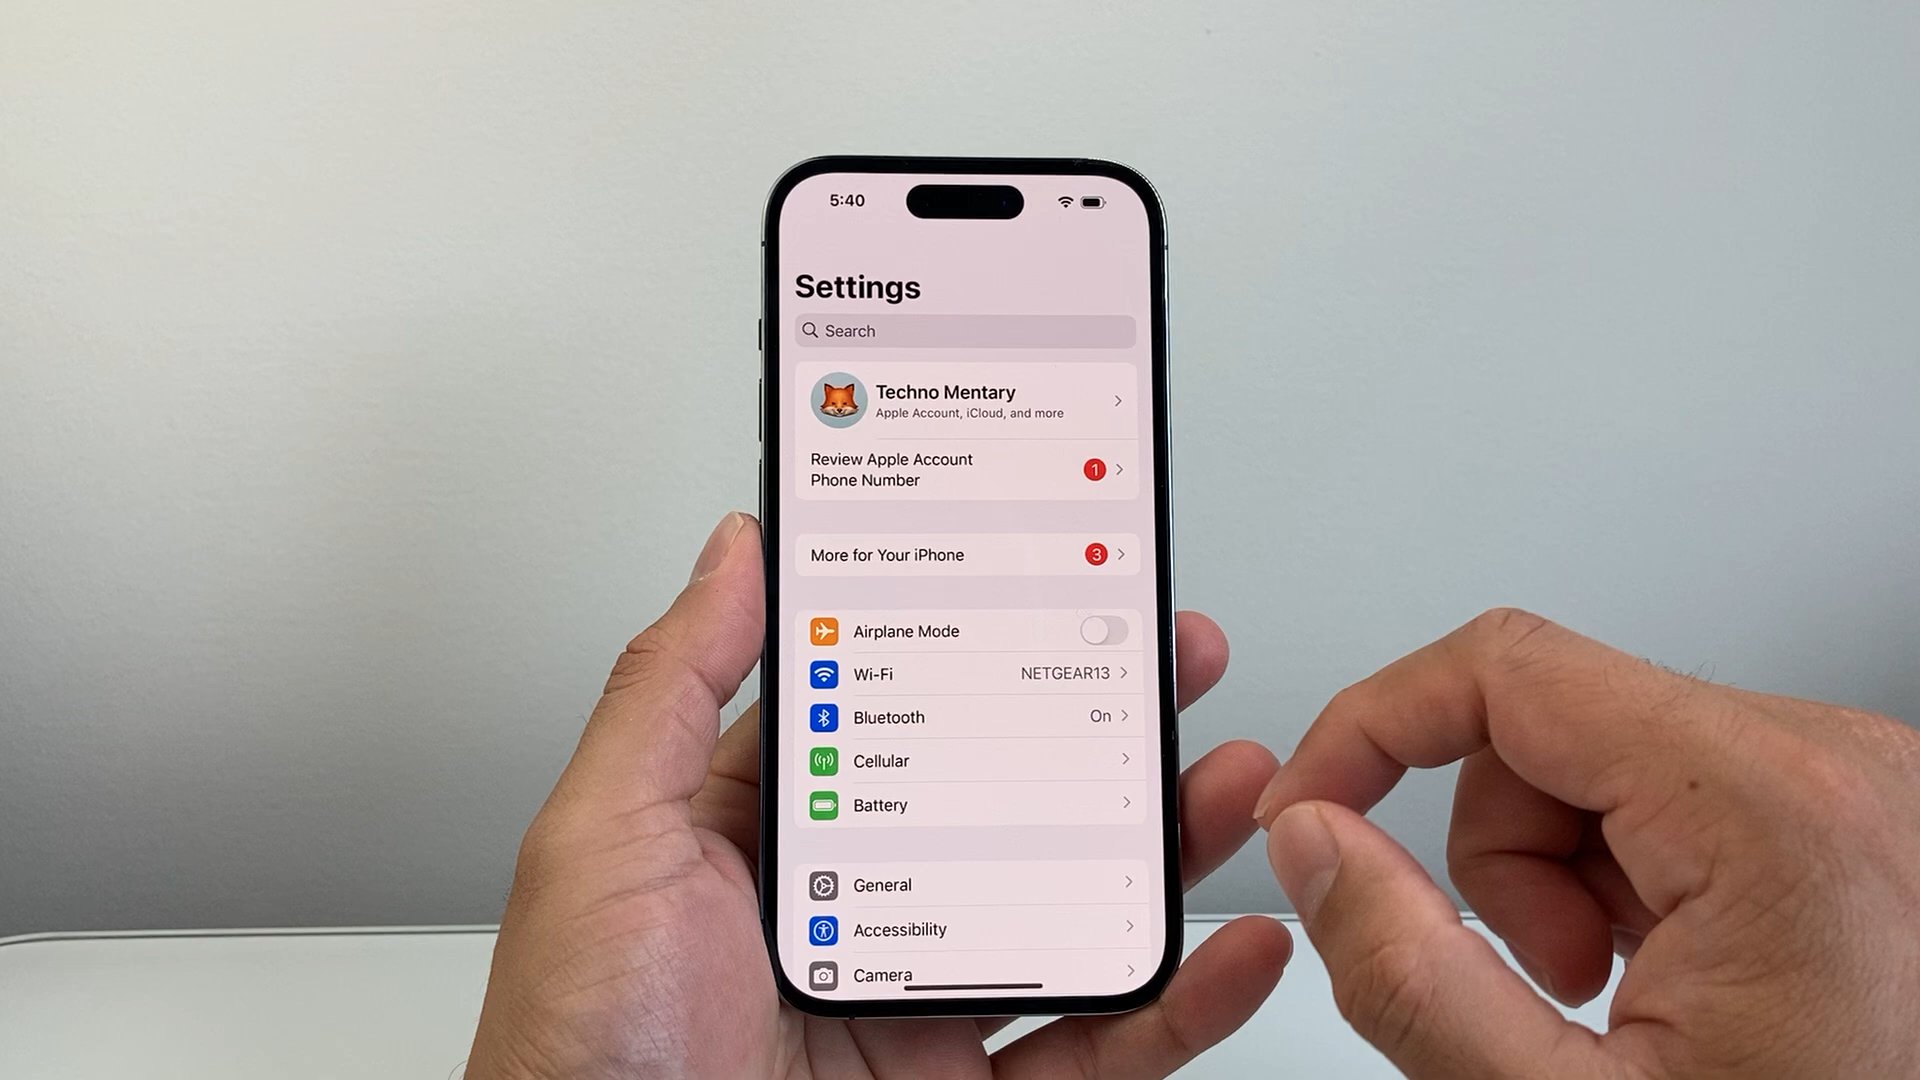 5:40
Settings
Search
Techno Mentary
Apple Account, iCloud, and more
Review Apple Account
Phone Number
1
More for Your iPhone
3
Airplane Mode
Wi-Fi
NETGEAR13
Bluetooth
On
Cellular
Battery
General
Accessibility
Camera